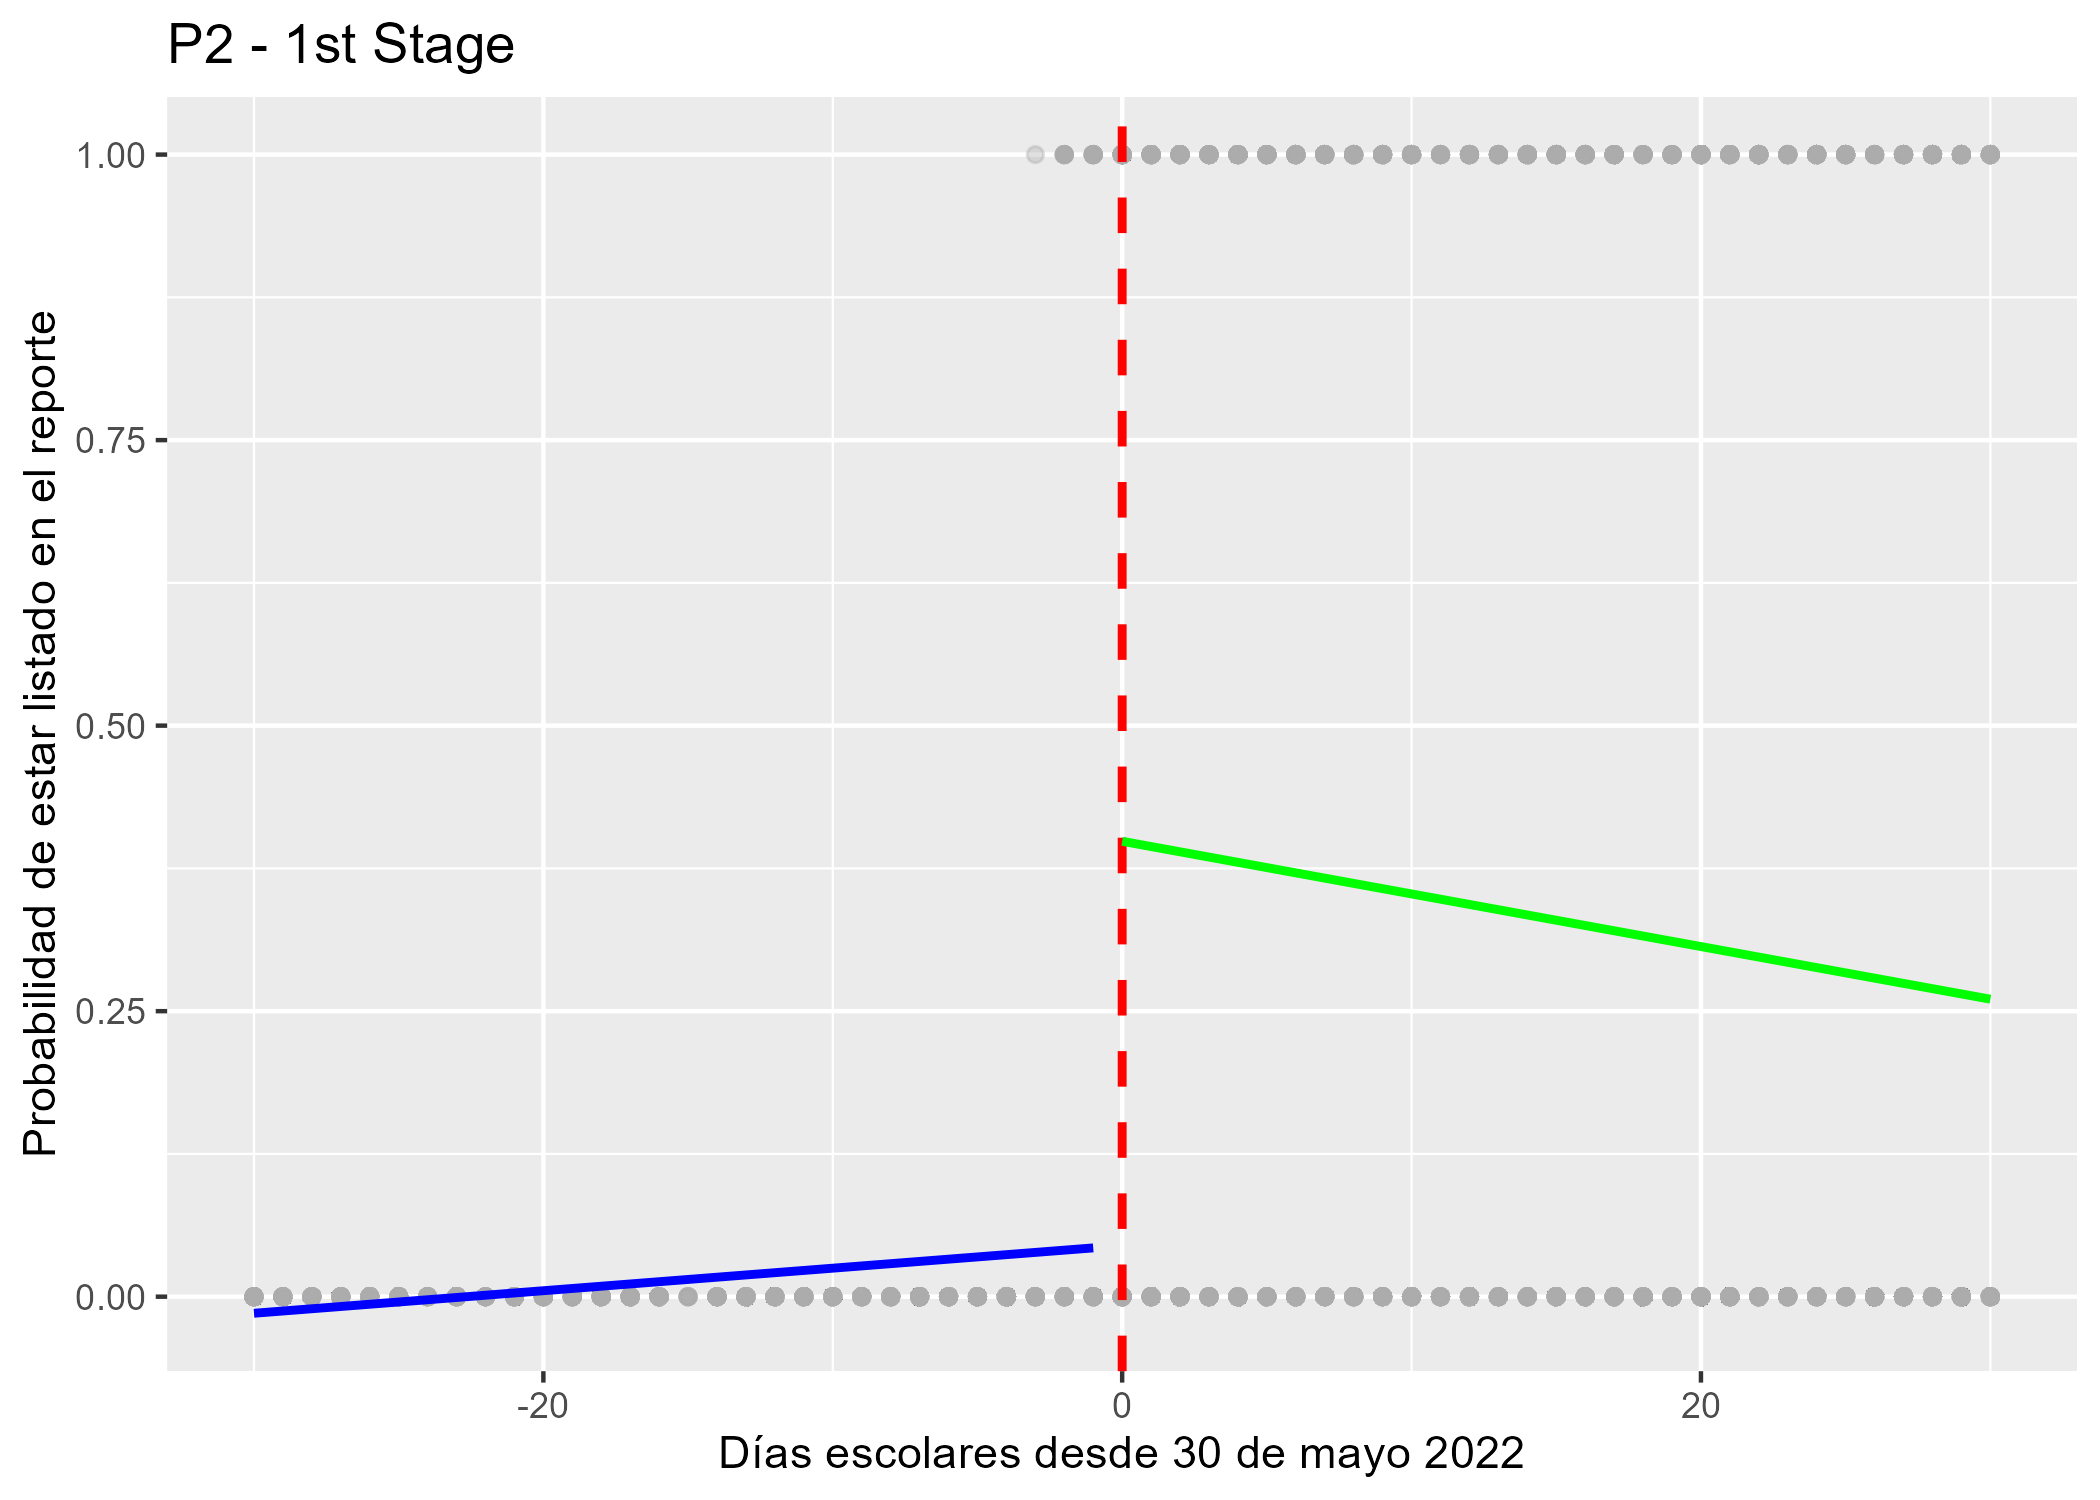 P2 - 1st Stage
Probabilidad de estar listado en el reporte
1.00
0.75
0.50
0.25
0.00
-20
0
20
Días escolares desde 30 de mayo 2022